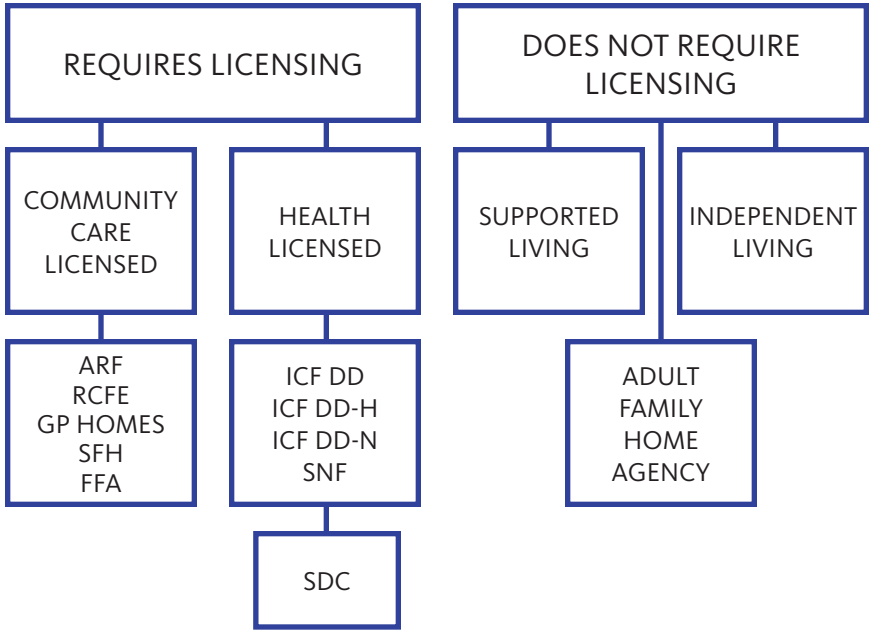 REQUIRES LICENSING
DOES NOT REQUIRE
LICENSING
COMMUNITY
CARE
LICENSED
HEALTH
LICENSED
SUPPORTED
LIVING
INDEPENDENT
LIVING
ARF
RCFE
GP HOMES
SFH
FFA
ICF DD
ICF DD-H
ICF DD-N
SNF
ADULT
FAMILY
HOME
AGENCY
SDC